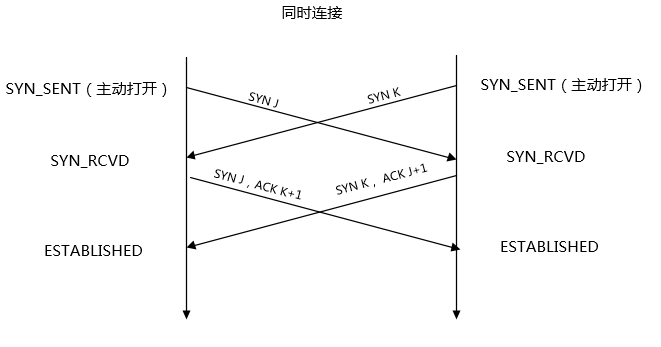 同时连接
SYN_SENT（主动打开）
SYN J
SYN K
SYN_SENT（主动打开）
SYN_RCVD
SYN_RCVD
SYN J，ACK K+1
SYN K， ACK J+1
ESTABLISHED
ESTABLISHED